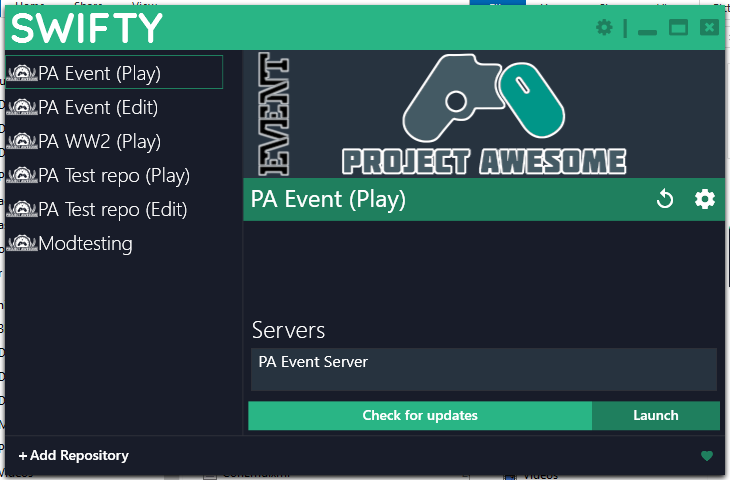 SWIFTY
PA Event (Play)
PA Event (Edit)
PA WW2 (Play)
PA Test repo (Play)
PA Test repo (Edit)
Modtesting
EVENT
PROJECT AWESOME
PA Event (Play)
Servers
PA Event Server
Check for updates
Launch
+ Add Repository
Videos